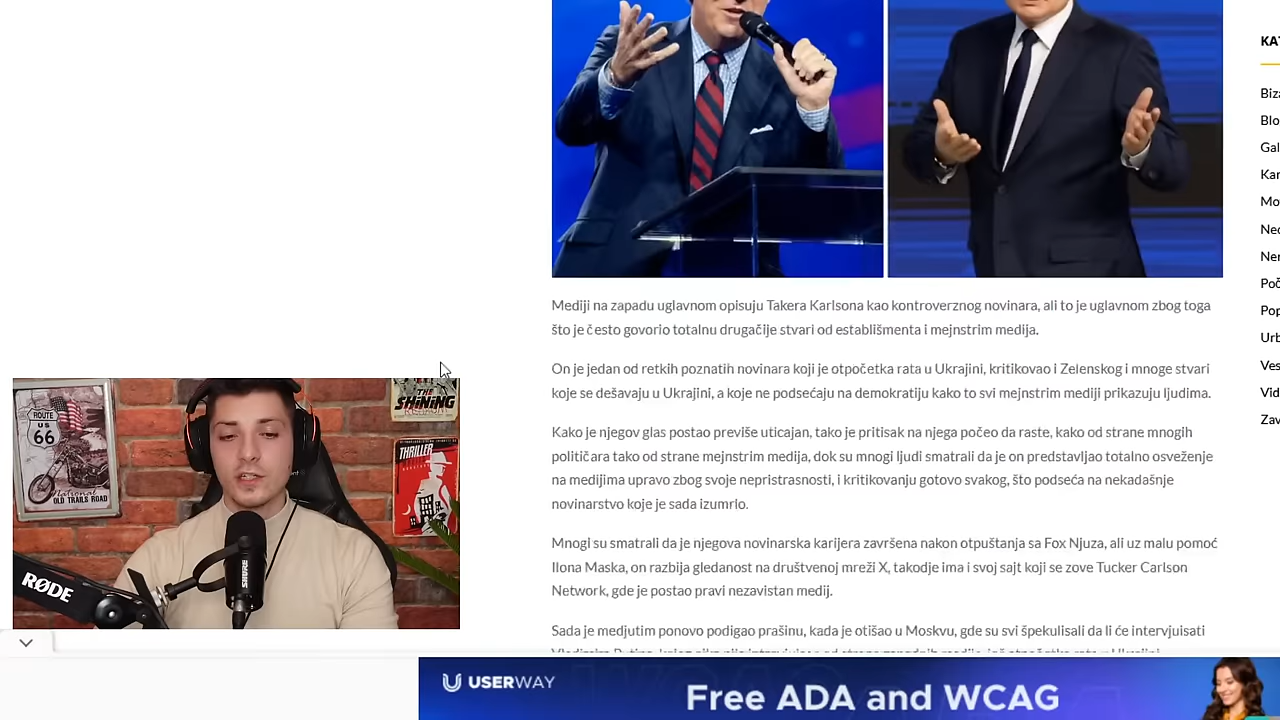 KA
Biz
Blo
Gal
Kar
Mo
Ned
Ner
Poč
Pop
Urb
Ves
Vid
Zav
Mediji na zapadu uglavnom opisuju Takera Karlsona kao kontroverznog novinara, ali to je uglavnom zbog toga
što je često govorio totalnu drugačije stvari od establišmenta i mejnstrim medija.
On je jedan od retkih poznatih novinara koji je otpočetka rata u Ukrajini, kritikovao i Zelenskog i mnoge stvari
koje se dešavaju u Ukrajini, a koje ne podsećaju na demokratiju kako to svi mejnstrim mediji prikazuju ljudima.
Kako je njegov glas postao previše uticajan, tako je pritisak na njega počeo da raste, kako od strane mnogih
političara tako od strane mejnstrim medija, dok su mnogi ljudi smatrali da je on predstavljao totalno osveženje
na medijima upravo zbog svoje nepristrasnosti, i kritikovanju gotovo svakog, što podseća na nekadašnje
novinarstvo koje je sada izumrlo.
Mnogi su smatrali da je njegova novinarska karijera završena nakon otpuštanja sa Fox Njuza, ali uz malu pomoć
Ilona Maska, on razbija gledanost na društvenoj mreži X, takodje ima i svoj sajt koji se zove Tucker Carlson
Network, gde je postao pravi nezavistan medij.
Sada je medjutim ponovo podigao prašinu, kada je otišao u Moskvu, gde su svi špekulisali da li će intervjuisati
ROUTE
US
66
National
OLD TRAILS ROAD
THE
SHINING
THRILLER
RØDE
SHURE
USERWAY
Free ADA and WCAG